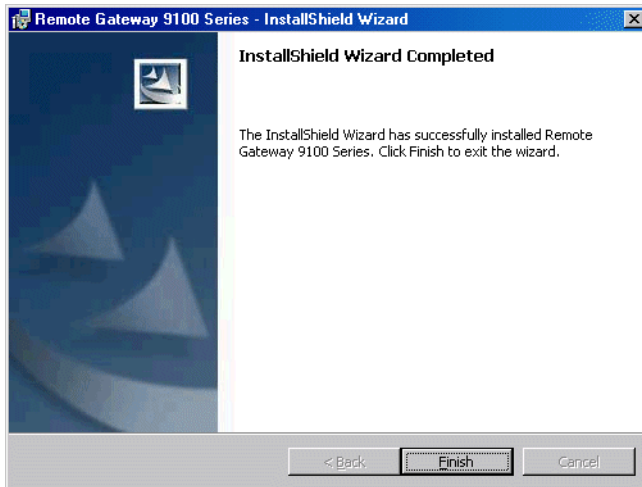 Remote Gateway 9100 Series - InstallShield Wizard
InstallShield Wizard Completed
The InstallShield Wizard has successfully installed Remote
Gateway 9100 Series. Click Finish to exit the wizard.
< Back
Finish
Cancel